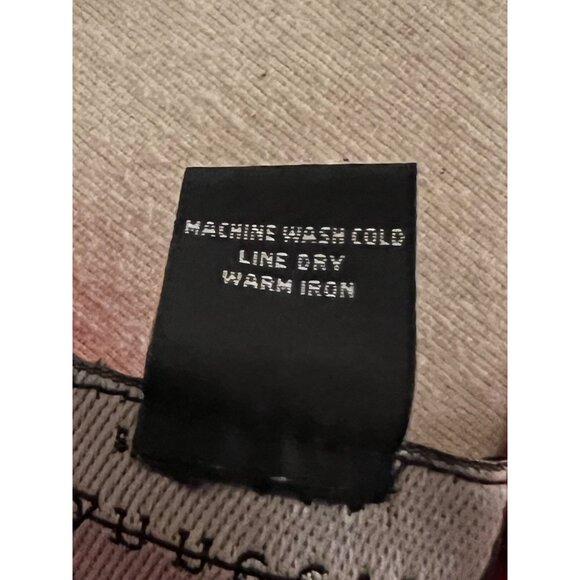 MACHINE WASH COLD
LINE DRY
WARM IRON